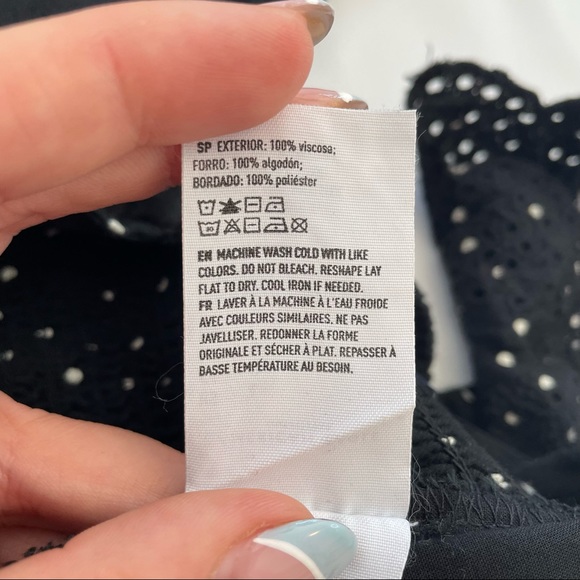 SP EXTERIOR: 100% viscosa;
FORRO: 100% algodón;
BORDADO: 100% poliéster
30
EN MACHINE WASH COLD WITH LIKE
COLORS. DO NOT BLEACH. RESHAPE LAY
FLAT TO DRY. COOL IRON IF NEEDED.
FR LAVER À LA MACHINE À L'EAU FROIDE
AVEC COULEURS SIMILAIRES. NE PAS
JAVELLISER. REDONNER LA FORME
ORIGINALE ET SÉCHER À PLAT. REPASSER À
BASSE TEMPÉRATURE AU BESOIN.